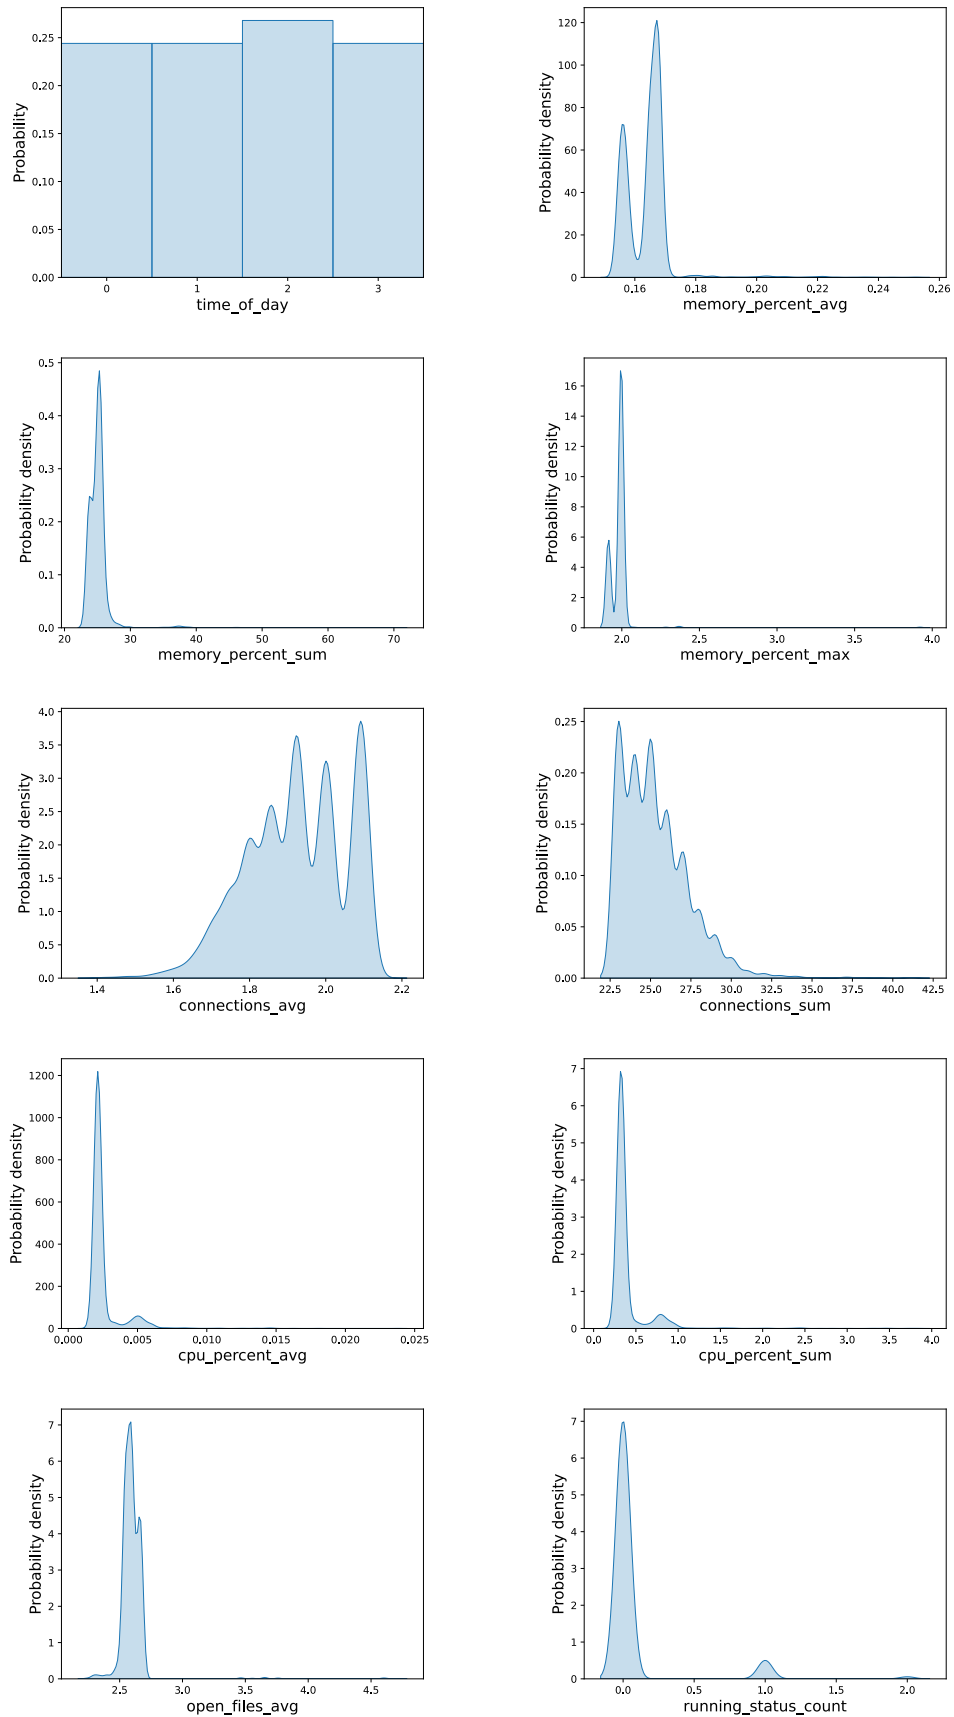 0.25
0.20
0.15
0.10
0.05
0.00
Probability
0 1 2 3
time_of_day
120
100
80
60
40
20
0
Probability density
0.16 0.18 0.20 0.22 0.24 0.26
memory_percent_avg
0.5
0.4
0.3
0.2
0.1
0.0
Probability density
20 30 40 50 60 70
memory_percent_sum
16
14
12
10
8
6
4
2
0
Probability density
2.0 2.5 3.0 3.5 4.0
memory_percent_max
4.0
3.5
3.0
2.5
2.0
1.5
1.0
0.5
0.0
Probability density
1.4 1.6 1.8 2.0 2.2
connections_avg
0.25
0.20
0.15
0.10
0.05
0.00
Probability density
22.5 25.0 27.5 30.0 32.5 35.0 37.5 40.0 42.5
connections_sum
1200
1000
800
600
400
200
0
Probability density
0.000 0.005 0.010 0.015 0.020 0.025
cpu_percent_avg
7
6
5
4
3
2
1
0
Probability density
0.0 0.5 1.0 1.5 2.0 2.5 3.0 3.5 4.0
cpu_percent_sum
7
6
5
4
3
2
1
0
Probability density
2.5 3.0 3.5 4.0 4.5
open_files_avg
7
6
5
4
3
2
1
0
Probability density
0.0 0.5 1.0 1.5 2.0
running_status_count